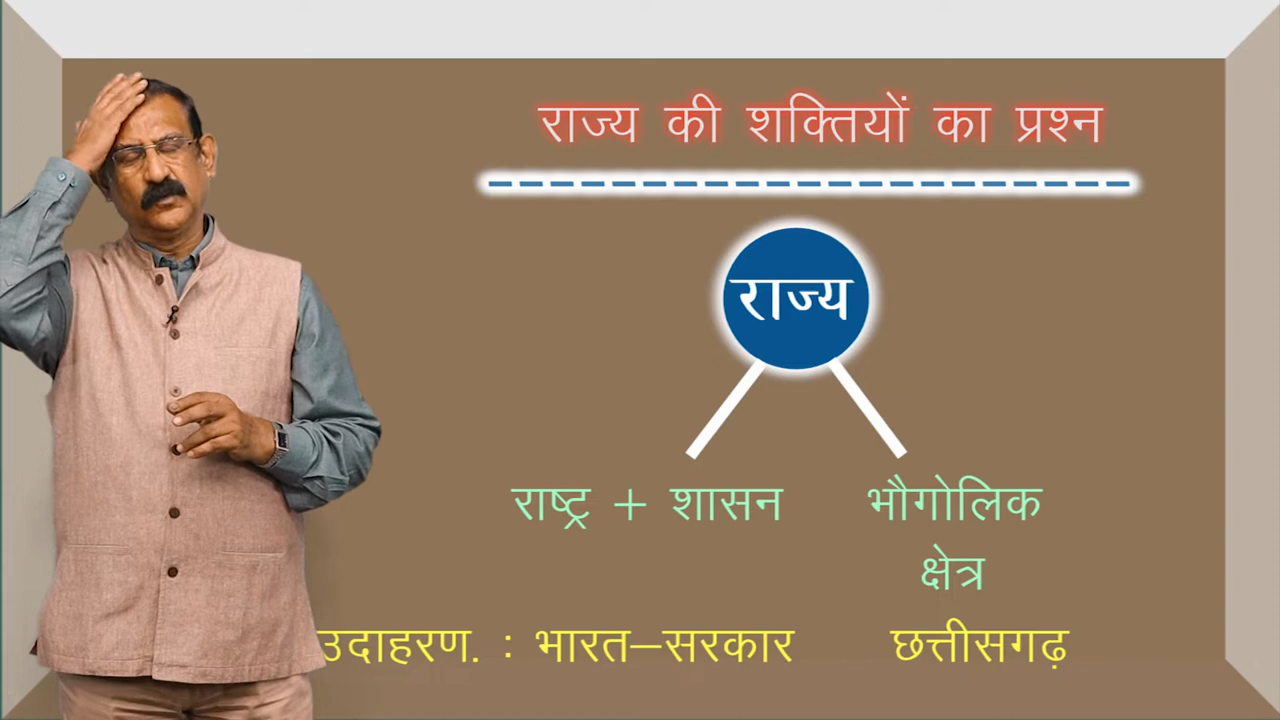 राज्य की शक्तियों का प्रश्न
राज्य
राष्ट्र + शासन
भौगोलिक
क्षेत्र
उदाहरण. : भारत–सरकार
छत्तीसगढ़